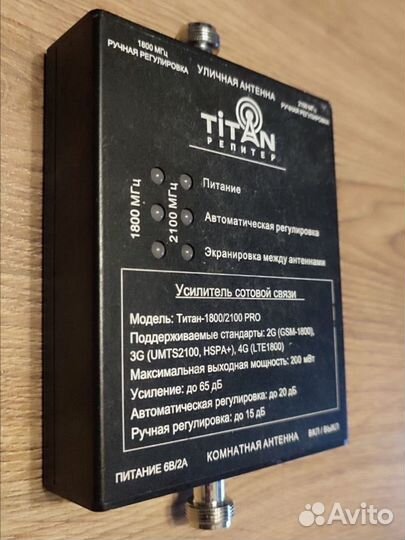 1800 МГц
РУЧНАЯ РЕГУЛИРОВКА
УЛИЧНАЯ АНТЕННА
2100 МГц
РУЧНАЯ РЕГУЛИРОВКА
TiTAN
РЕПИТЕР
1800 МГц
2100 МГц
Питание
Автоматическая регулировка
Экранировка между антеннами
Усилитель сотовой связи
Модель: Титан-1800/2100 PRO
Поддерживаемые стандарты: 2G (GSM-1800),
3G (UMTS2100, HSPA+), 4G (LTE1800)
Максимальная выходная мощность: 200 мВт
Усиление: до 65 дБ
Автоматическая регулировка: до 20 дБ
Ручная регулировка: до 15 дБ
ПИТАНИЕ 6В/2А
КОМНАТНАЯ АНТЕННА
ВКЛ / ВЫКЛ
Avito